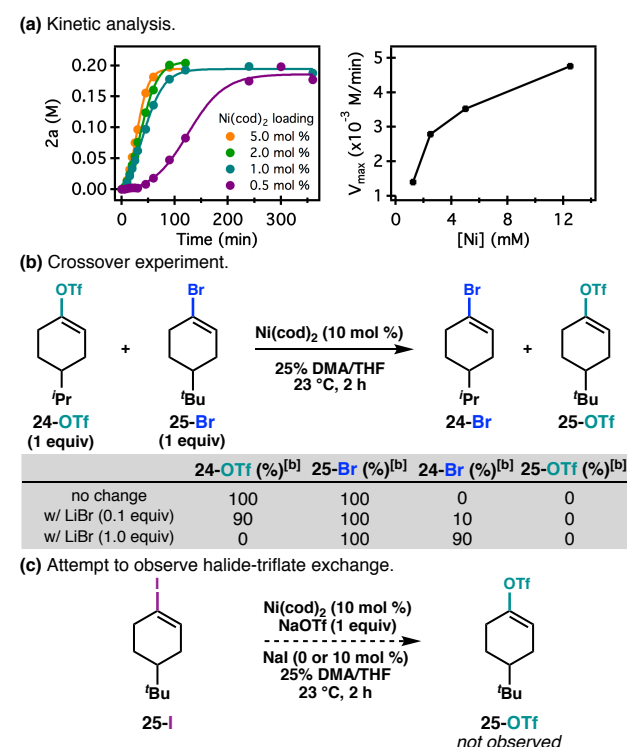 (a) Kinetic analysis.
0.20
0.15
0.10
0.05
0.00
2a (M)
Ni(cod)2 loading
5.0 mol %
2.0 mol %
1.0 mol %
0.5 mol %
0 100 200 300
Time (min)
5
4
3
2
1
Vmax (x10⁻³ M/min)
0 4 8 12
[Ni] (mM)
(b) Crossover experiment.
OTf
Br
Br
OTf
+
Ni(cod)2 (10 mol %)
25% DMA/THF
23 °C, 2 h
+
iPr
tBu
iPr
tBu
24-OTf
25-Br
24-Br
25-OTf
(1 equiv)
(1 equiv)
24-OTf (%)[b] 25-Br (%)[b] 24-Br (%)[b] 25-OTf (%)[b]
no change 100 100 0 0
w/ LiBr (0.1 equiv) 90 100 10 0
w/ LiBr (1.0 equiv) 0 100 90 0
(c) Attempt to observe halide-triflate exchange.
I
OTf
Ni(cod)2 (10 mol %)
NaOTf (1 equiv)
NaI (0 or 10 mol %)
25% DMA/THF
23 °C, 2 h
tBu
tBu
25-I
25-OTf
not observed